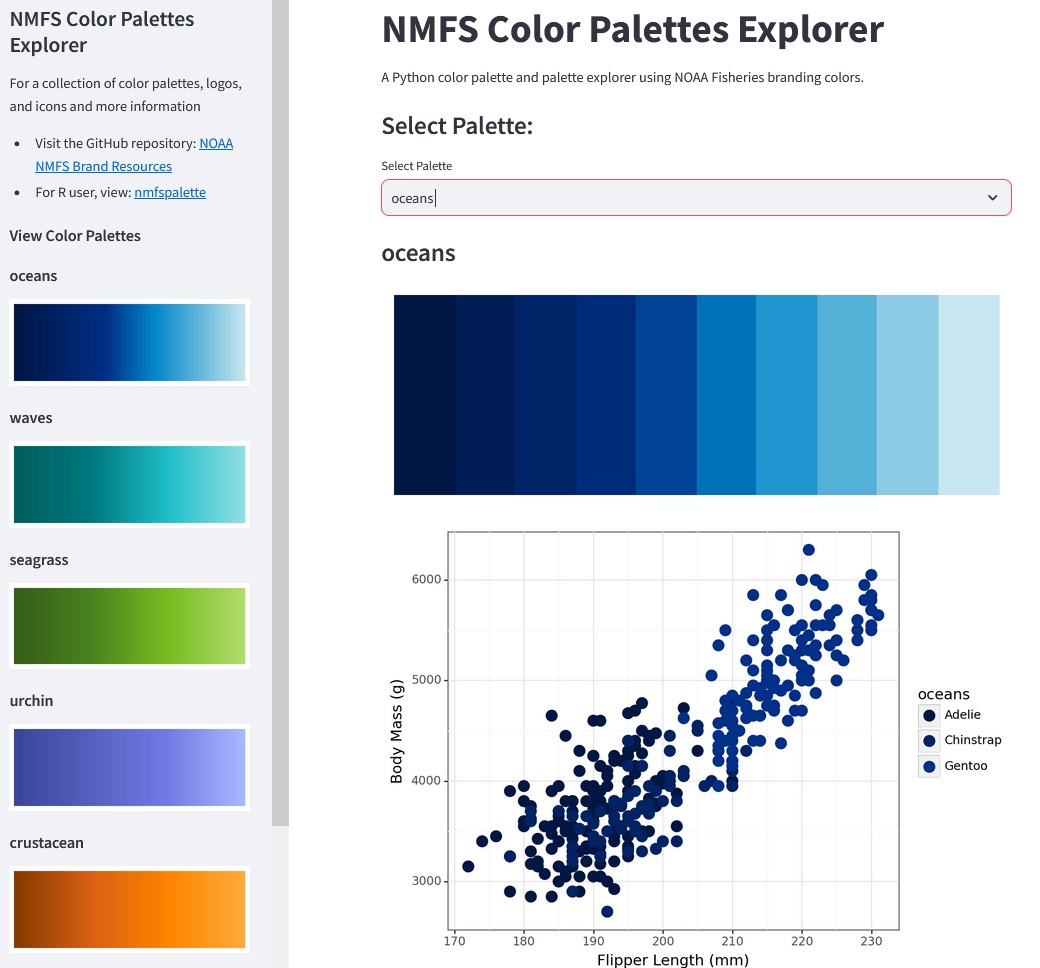 NMFS Color Palettes
Explorer
For a collection of color palettes, logos,
and icons and more information
Visit the GitHub repository: NOAA
NMFS Brand Resources
For R user, view: nmfspalette
View Color Palettes
oceans
waves
seagrass
urchin
crustacean
NMFS Color Palettes Explorer
A Python color palette and palette explorer using NOAA Fisheries branding colors.
Select Palette:
Select Palette
oceans
oceans
6000
5000
4000
3000
Body Mass (g)
170 180 190 200 210 220 230
Flipper Length (mm)
oceans
Adelie
Chinstrap
Gentoo